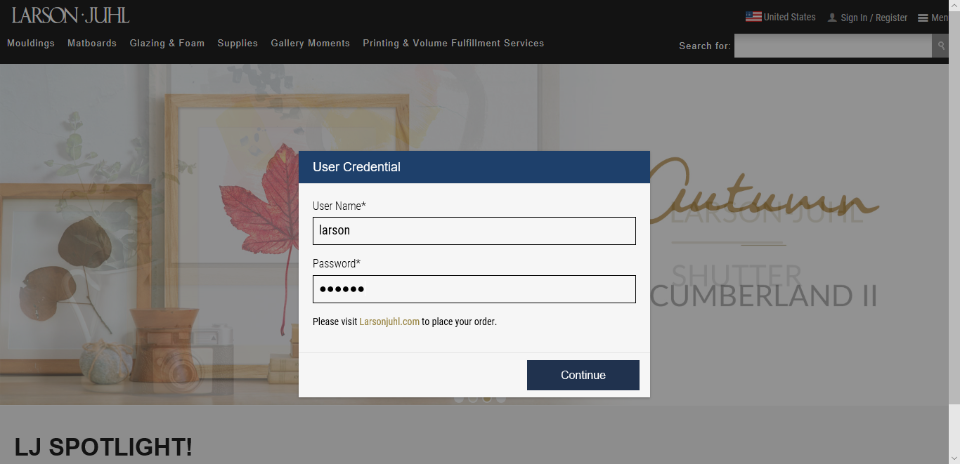 LARSON·JUHL
United States
Sign In / Register
Men
Mouldings
Matboards
Glazing & Foam
Supplies
Gallery Moments
Printing & Volume Fulfillment Services
Search for:
User Credential
User Name*
larson
Password*
••••••
Please visit Larsonjuhl.com to place your order.
Continue
Autumn
LARSON JUHL
SHUTTER
CUMBERLAND II
LJ SPOTLIGHT!